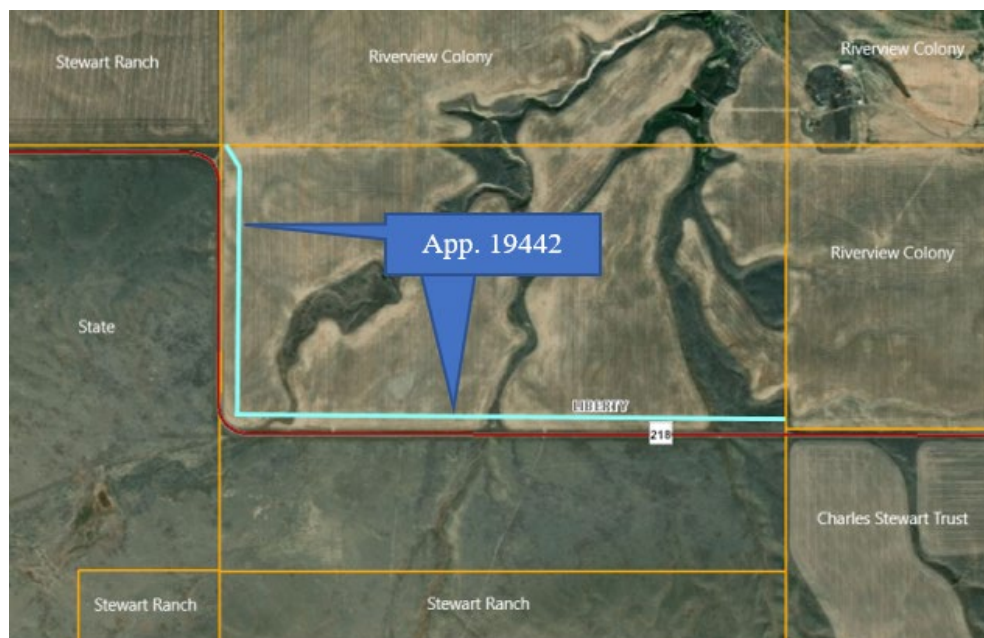 Stewart Ranch
Riverview Colony
Riverview Colony
App. 19442
Riverview Colony
State
LIBERTY
218
Charles Stewart Trust
Stewart Ranch
Stewart Ranch